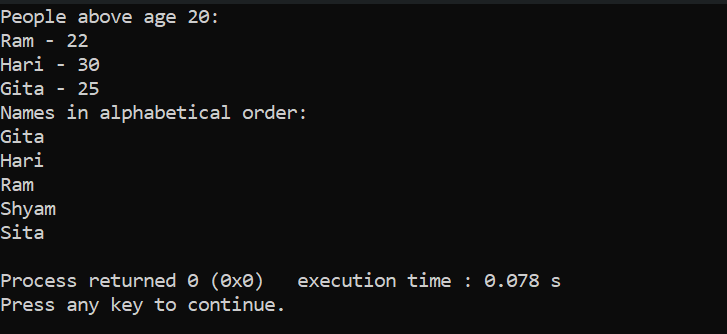 People above age 20:
Ram - 22
Hari - 30
Gita - 25
Names in alphabetical order:
Gita
Hari
Ram
Shyam
Sita
Process returned 0 (0x0)   execution time : 0.078 s
Press any key to continue.